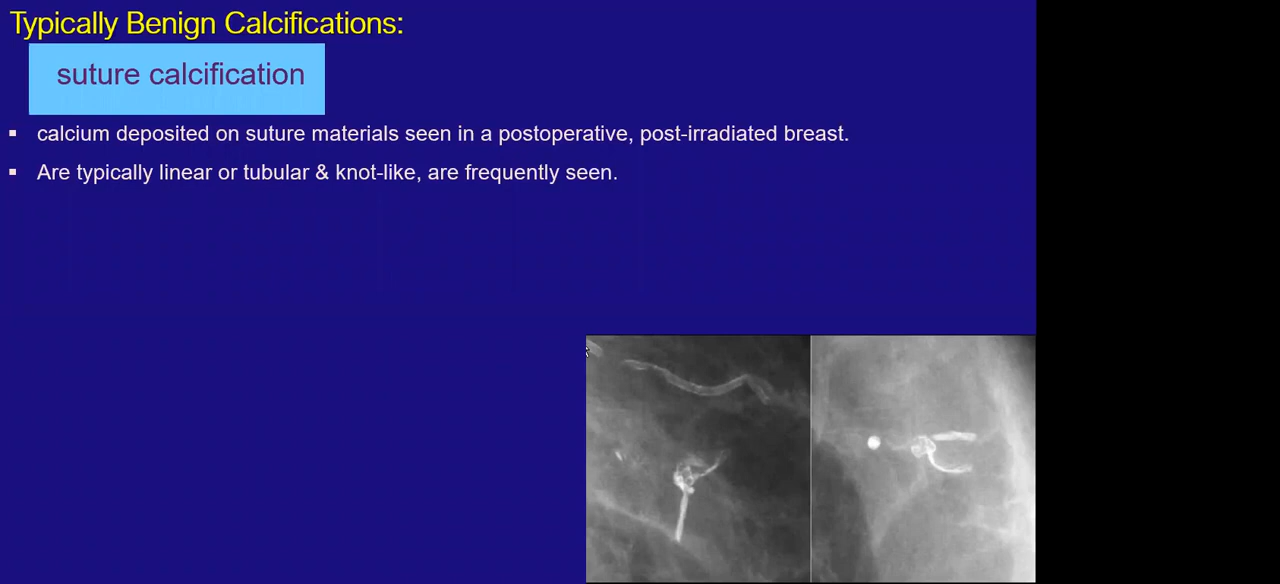 Typically Benign Calcifications:
suture calcification
▪ calcium deposited on suture materials seen in a postoperative, post-irradiated breast.
▪ Are typically linear or tubular & knot-like, are frequently seen.